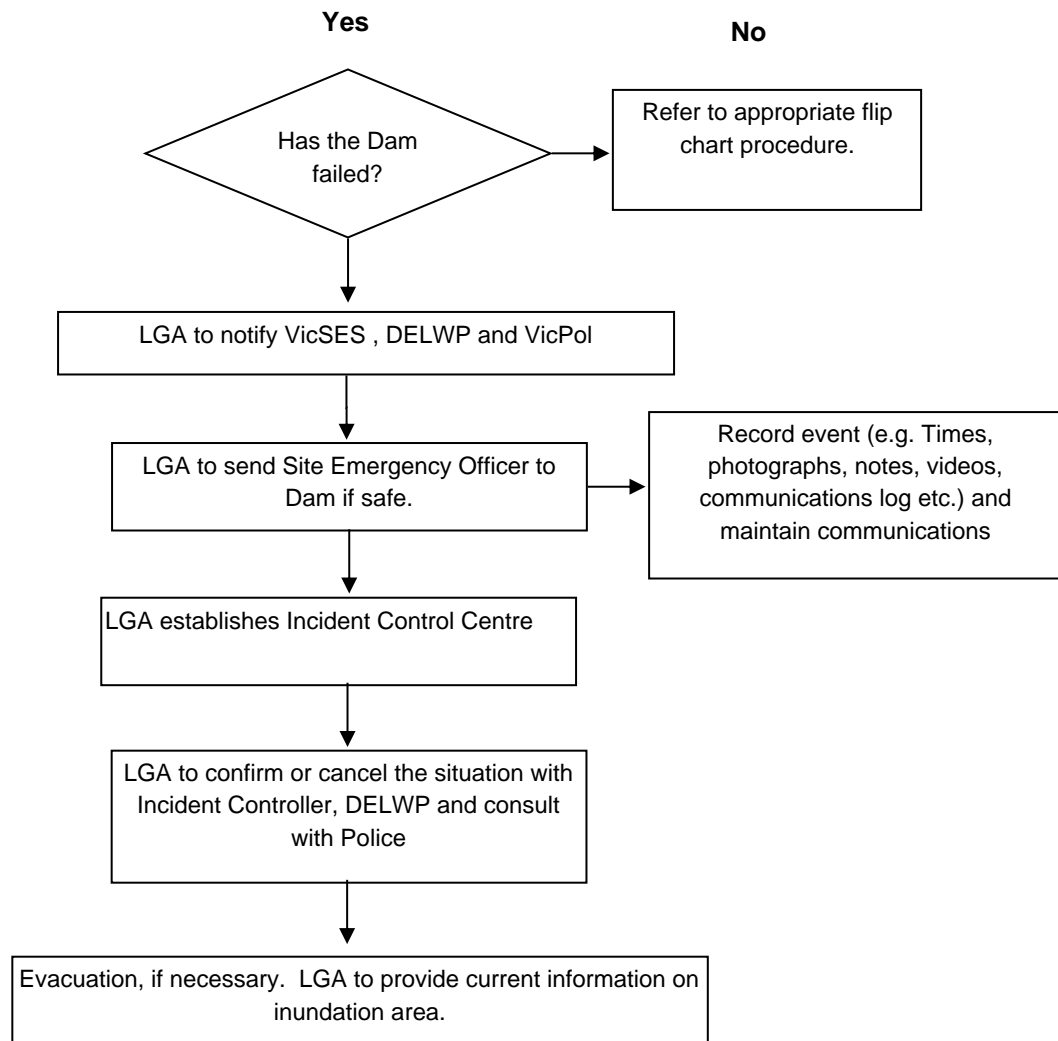 Yes
No
Has the Dam
failed?
Refer to appropriate flip
chart procedure.
LGA to notify VicSES , DELWP and VicPol
LGA to send Site Emergency Officer to
Dam if safe.
Record event (e.g. Times,
photographs, notes, videos,
communications log etc.) and
maintain communications
LGA establishes Incident Control Centre
LGA to confirm or cancel the situation with
Incident Controller, DELWP and consult
with Police
Evacuation, if necessary.  LGA to provide current information on
inundation area.